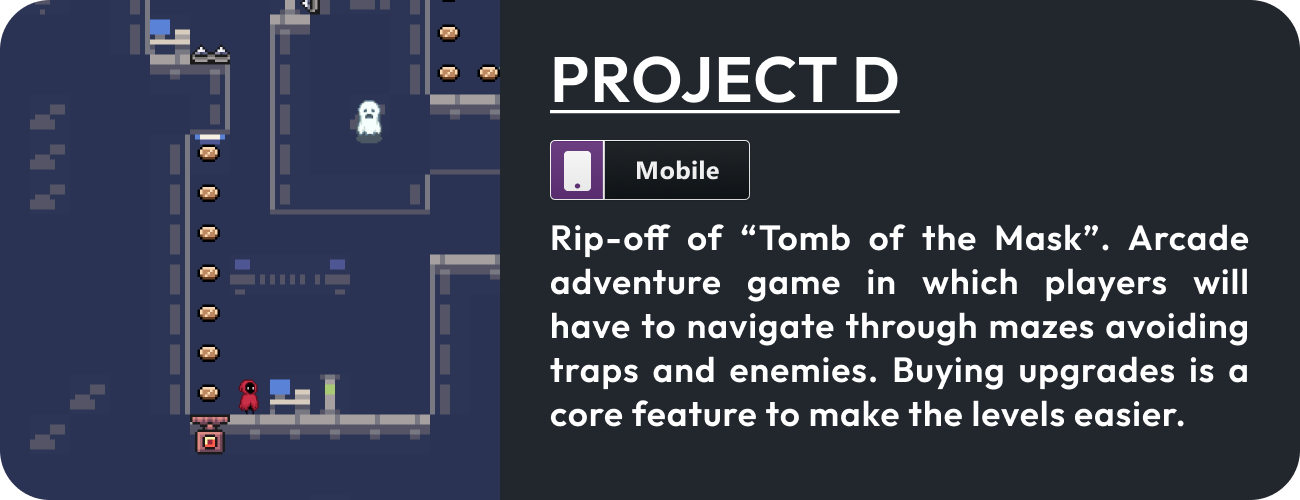 PROJECT D
Mobile
Rip-off of “Tomb of the Mask”. Arcade
adventure game in which players will
have to navigate through mazes avoiding
traps and enemies. Buying upgrades is a
core feature to make the levels easier.